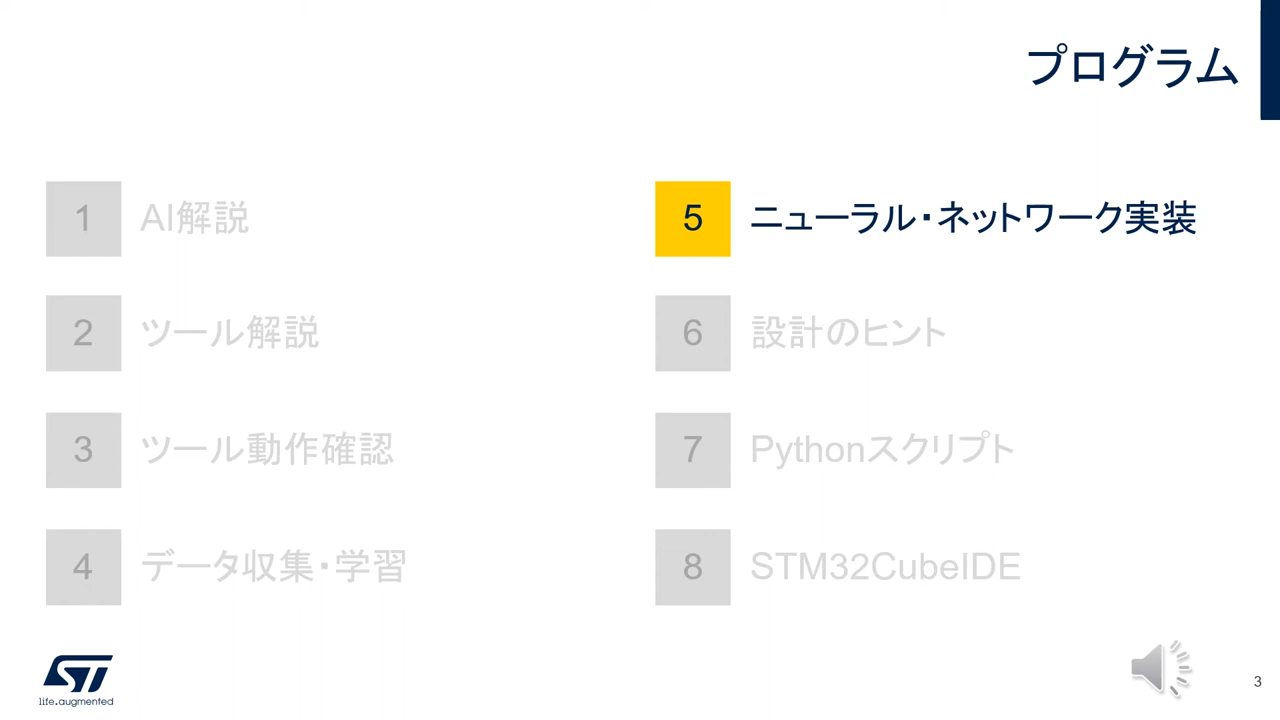 プログラム
1 AI解説
2 ツール解説
3 ツール動作確認
4 データ収集・学習
5 ニューラル・ネットワーク実装
6 設計のヒント
7 Pythonスクリプト
8 STM32CubeIDE
ST
life.augmented
3